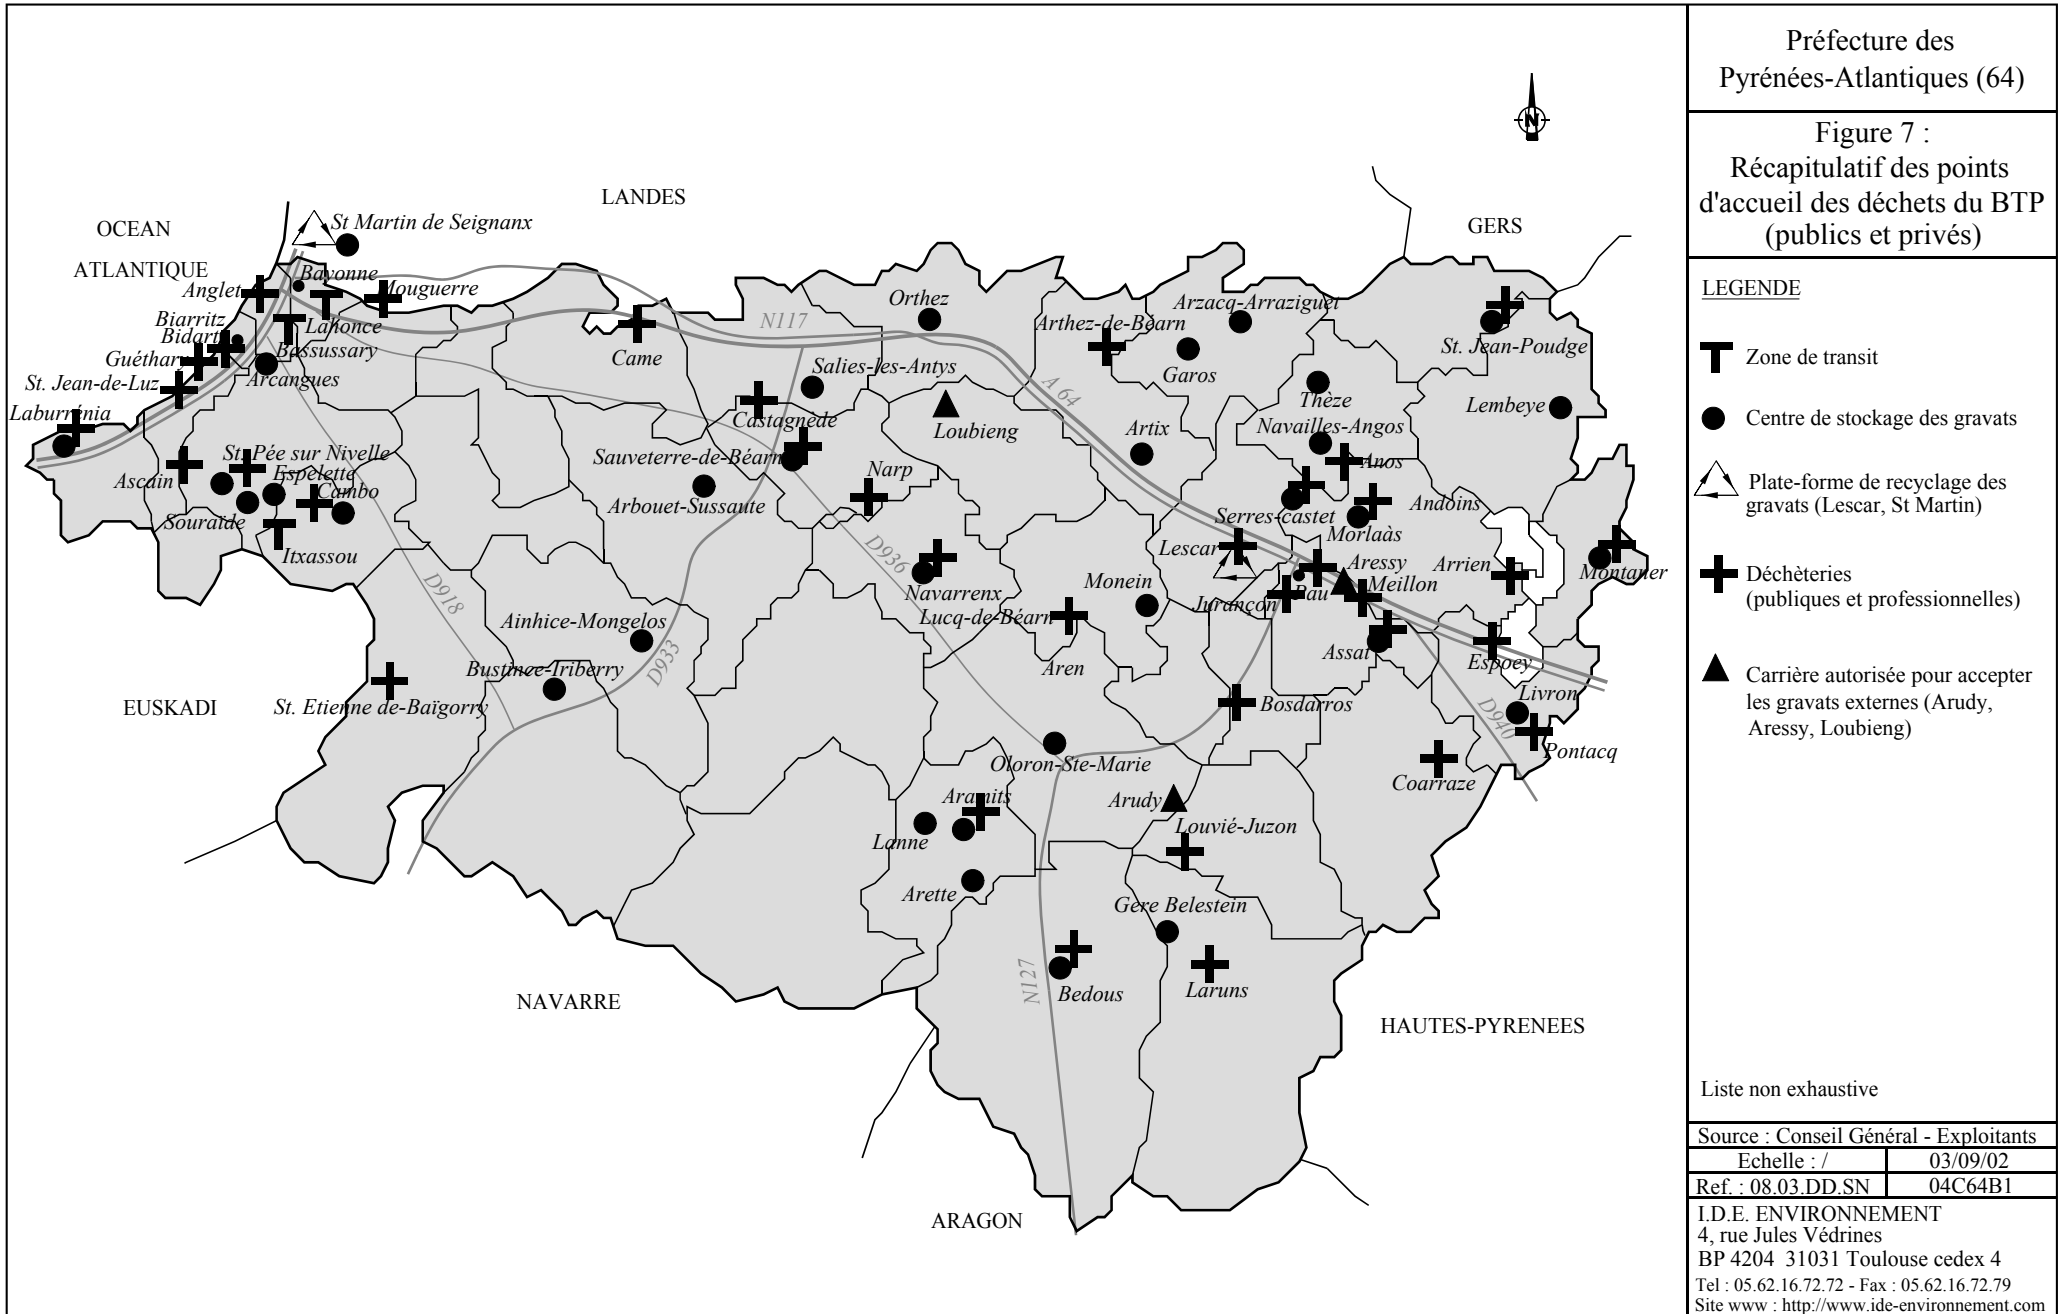 Préfecture des
Pyrénées-Atlantiques (64)
Figure 7 :
Récapitulatif des points
d'accueil des déchets du BTP
(publics et privés)
LEGENDE
Zone de transit
Centre de stockage des gravats
Plate-forme de recyclage des
gravats (Lescar, St Martin)
Déchèteries
(publiques et professionnelles)
Carrière autorisée pour accepter
les gravats externes (Arudy,
Aressy, Loubieng)
Liste non exhaustive
Source : Conseil Général - Exploitants
Echelle : /
03/09/02
Ref. : 08.03.DD.SN
04C64B1
I.D.E. ENVIRONNEMENT
4, rue Jules Védrines
BP 4204 31031 Toulouse cedex 4
Tel : 05.62.16.72.72 - Fax : 05.62.16.72.79
Site www : http://www.ide-environnement.com
N
LANDES
OCEAN
ATLANTIQUE
GERS
EUSKADI
NAVARRE
ARAGON
HAUTES-PYRENEES
St Martin de Seignanx
Bayonne
Mouguerre
Anglet
Lahonce
Biarritz
Bidart
Bassussary
Guéthary
Arcangues
St. Jean-de-Luz
Laburrénia
Ascain
St. Pée sur Nivelle
Espelette
Cambo
Souraïde
Itxassou
Came
N117
Orthez
Salies-les-Antys
Castagnède
Loubieng
Sauveterre-de-Béarn
Arbouet-Sussaute
Narp
D936
Navarrenx
Lucq-de-Béarn
Aren
Monein
A 64
Arthez-de-Béarn
Arzacq-Arraziguet
Garos
Artix
Thèze
Navailles-Angos
Anos
Andoins
Serres-castet
Morlaàs
St. Jean-Poudge
Lembeye
Lescar
Aressy
Meillon
Pau
Jurançon
Arrien
Montaner
Assat
Espoey
Livron
Pontacq
D940
Bosdarros
Coarraze
D918
Ainhice-Mongelos
Bustince-Iriberry
D933
St. Etienne de-Baïgorry
Oloron-Ste-Marie
Aramits
Lanne
Arette
Arudy
Louvié-Juzon
Gere Belestein
N127
Bedous
Laruns